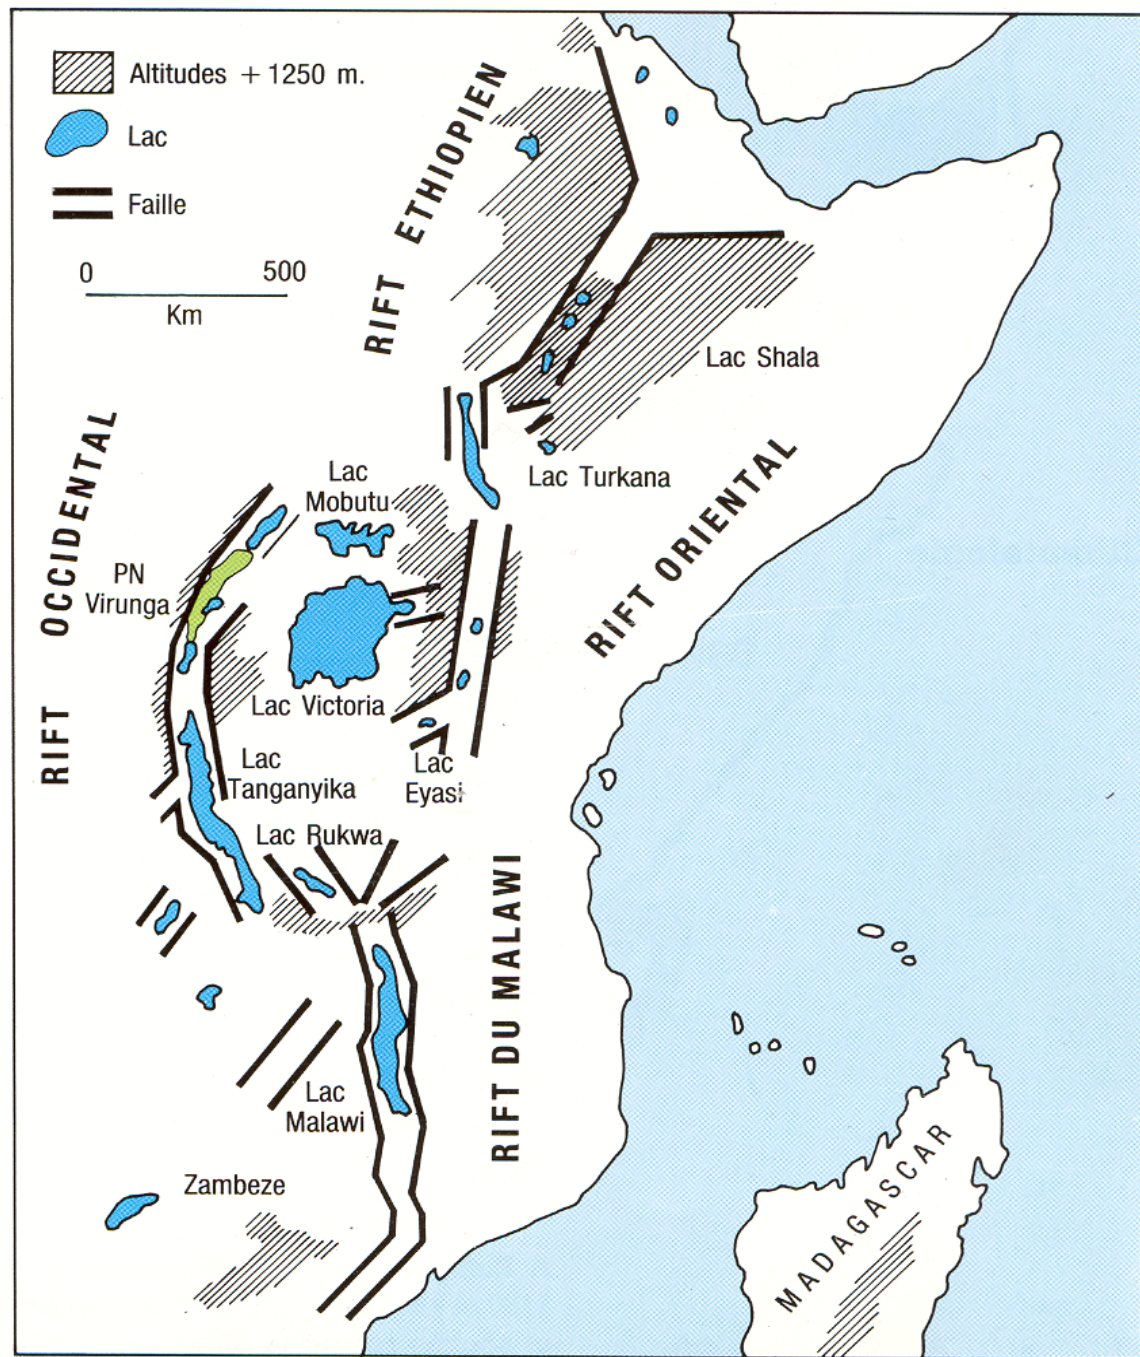 Altitudes + 1250 m.
Lac
Faille
0 500
Km
RIFT ETHIOPIEN
Lac Shala
Lac Turkana
RIFT OCCIDENTAL
Lac
Mobutu
PN
Virunga
RIFT ORIENTAL
Lac Victoria
Lac
Tanganyika
Lac
Eyasi
Lac Rukwa
RIFT DU MALAWI
Lac
Malawi
Zambeze
MADAGASCAR